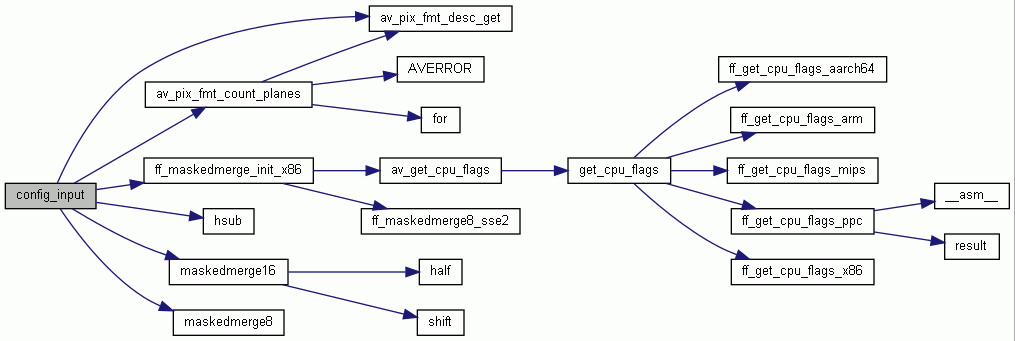 config_input
av_pix_fmt_desc_get
av_pix_fmt_count_planes
AVERROR
for
ff_maskedmerge_init_x86
av_get_cpu_flags
get_cpu_flags
ff_get_cpu_flags_aarch64
ff_get_cpu_flags_arm
ff_get_cpu_flags_mips
ff_get_cpu_flags_ppc
__asm__
result
ff_get_cpu_flags_x86
ff_maskedmerge8_sse2
hsub
maskedmerge16
half
shift
maskedmerge8